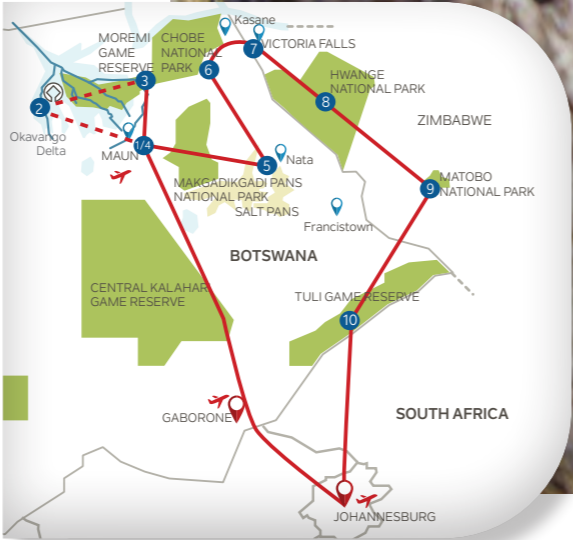 Kasane
MOREMI
GAME
RESERVE
CHOBE
NATIONAL
PARK
7
VICTORIA FALLS
6
3
HWANGE
NATIONAL PARK
2
8
ZIMBABWE
Okavango
Delta
MAUN
1/4
5
Nata
MAKGADIKGADI PANS
NATIONAL PARK
SALT PANS
9
MATOBO
NATIONAL PARK
Francistown
BOTSWANA
CENTRAL KALAHARI
GAME RESERVE
TULI GAME RESERVE
10
GABORONE
SOUTH AFRICA
JOHANNESBURG